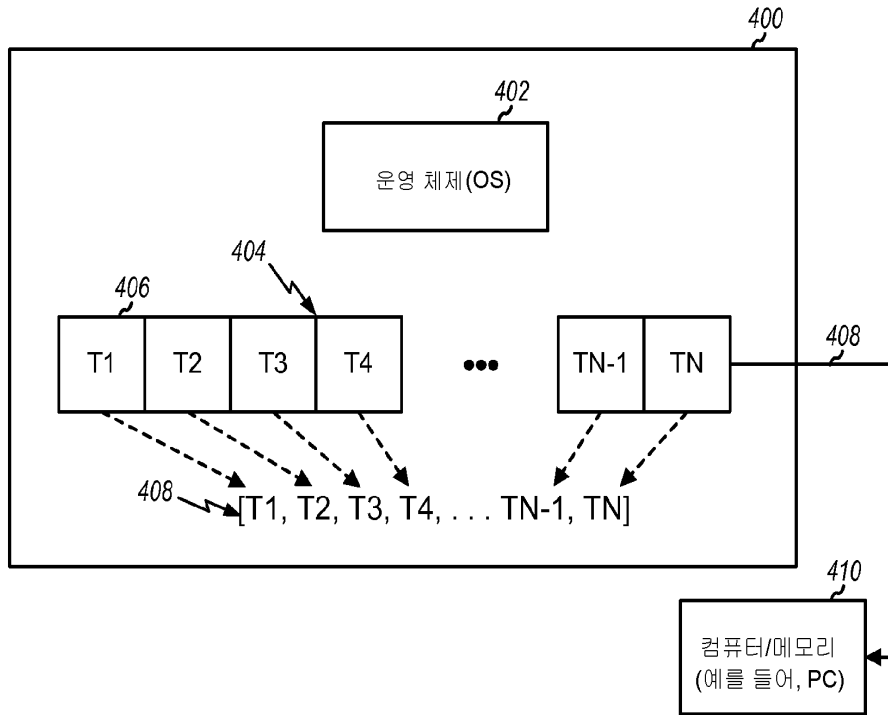 400
402
운영 체제(OS)
404
406
T1 T2 T3 T4 ••• TN-1 TN
408
408
[T1, T2, T3, T4, . . . TN-1, TN]
410
컴퓨터/메모리
(예를 들어, PC)